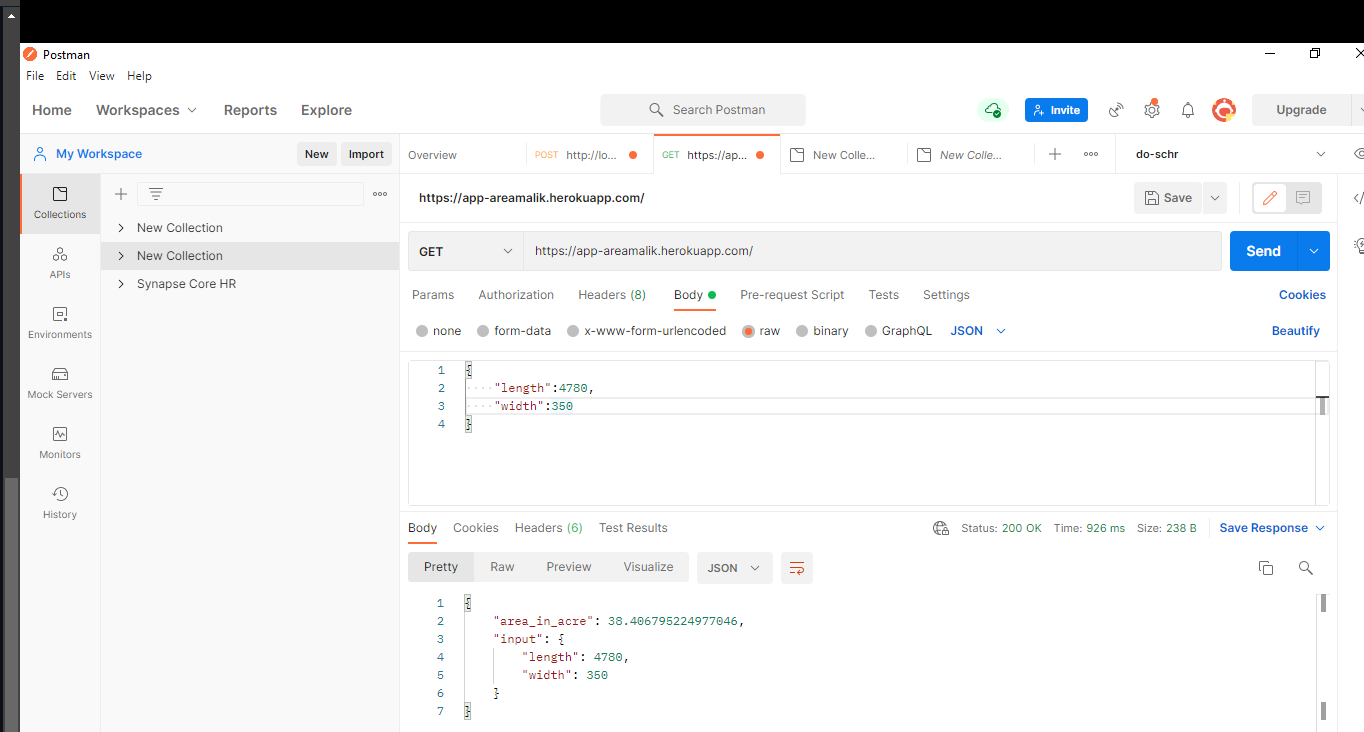 Postman
File Edit View Help
Home Workspaces Reports Explore Search Postman Invite Upgrade
My Workspace New Import Overview POST http://lo... GET https://ap... New Colle... New Colle... do-schr
Collections
APIs
Environments
Mock Servers
Monitors
History
New Collection
New Collection
Synapse Core HR
https://app-areamalik.herokuapp.com/ Save
GET https://app-areamalik.herokuapp.com/ Send
Params Authorization Headers (8) Body Pre-request Script Tests Settings Cookies
none form-data x-www-form-urlencoded raw binary GraphQL JSON Beautify
1 {
2 "length":4780,
3 "width":350
4 }
Body Cookies Headers (6) Test Results Status: 200 OK Time: 926 ms Size: 238 B Save Response
Pretty Raw Preview Visualize JSON
1 {
2 "area_in_acre": 38.406795224977046,
3 "input": {
4 "length": 4780,
5 "width": 350
6 }
7 }